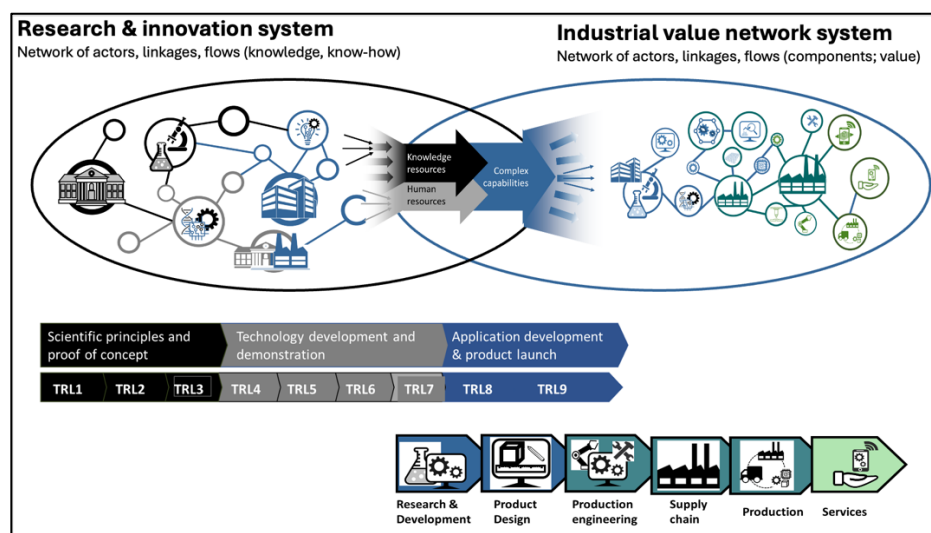 Research & innovation system
Network of actors, linkages, flows (knowledge, know-how)
Industrial value network system
Network of actors, linkages, flows (components; value)
Knowledge
resources
Human
resources
Complex
capabilities
Scientific principles and
proof of concept
Technology development and
demonstration
Application development
& product launch
TRL1 TRL2 TRL3 TRL4 TRL5 TRL6 TRL7 TRL8 TRL9
Research &
Development
Product
Design
Production
engineering
Supply
chain
Production
Services